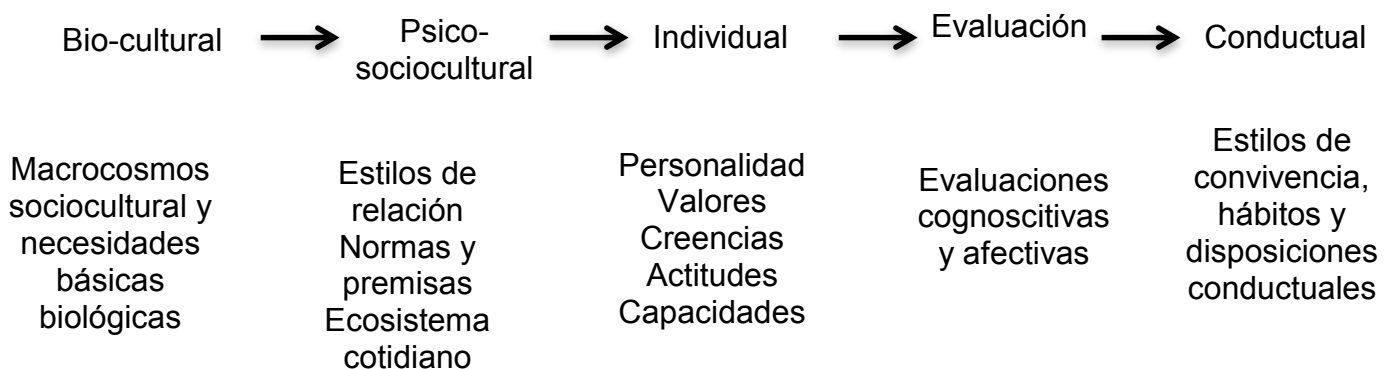 Bio-cultural
Psico-
sociocultural
Individual
Evaluación
Conductual
Macrocosmos
sociocultural y
necesidades
básicas
biológicas
Estilos de
relación
Normas y
premisas
Ecosistema
cotidiano
Personalidad
Valores
Creencias
Actitudes
Capacidades
Evaluaciones
cognoscitivas
y afectivas
Estilos de
convivencia,
hábitos y
disposiciones
conductuales